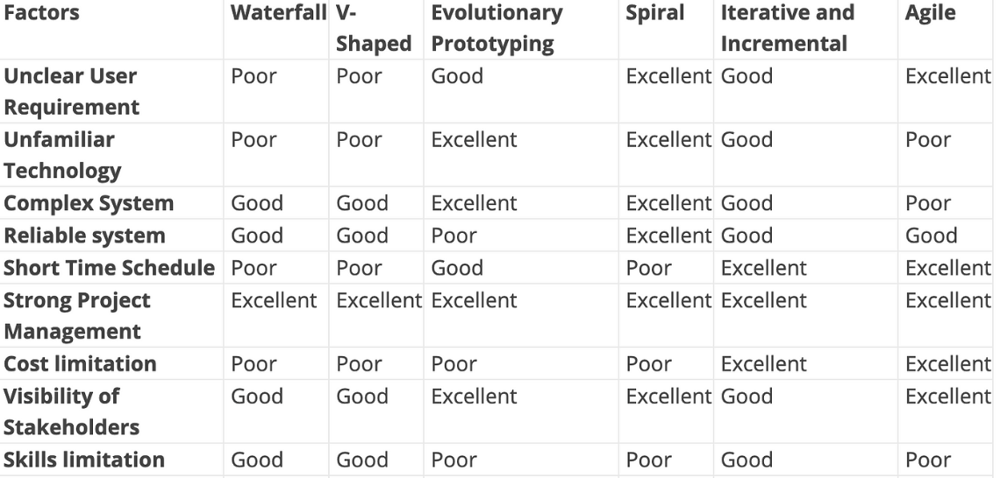 Factors Waterfall V- Evolutionary Spiral Iterative and Agile
Shaped Prototyping Incremental
Unclear User Poor Poor Good Excellent Good Excellent
Requirement
Unfamiliar Poor Poor Excellent Excellent Good Poor
Technology
Complex System Good Good Excellent Excellent Good Poor
Reliable system Good Good Poor Excellent Good Good
Short Time Schedule Poor Poor Good Poor Excellent Excellent
Strong Project Excellent Excellent Excellent Excellent Excellent Excellent
Management
Cost limitation Poor Poor Poor Poor Excellent Excellent
Visibility of Good Good Excellent Excellent Good Excellent
Stakeholders
Skills limitation Good Good Poor Poor Good Poor